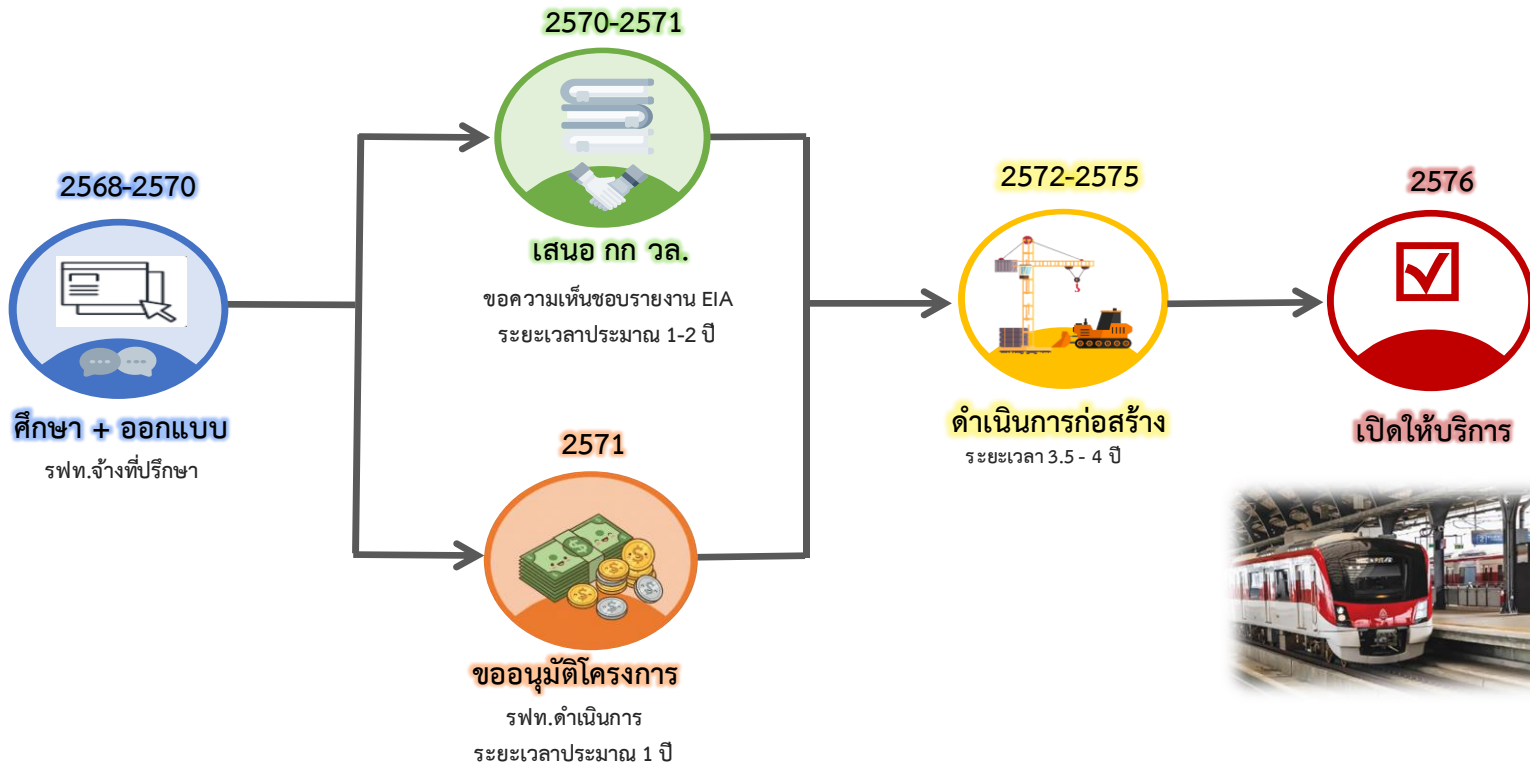 2568-2570
ศึกษา + ออกแบบ
รฟท.จ้างที่ปรึกษา
2570-2571
เสนอ กก วล.
ขอความเห็นชอบรายงาน EIA
ระยะเวลาประมาณ 1-2 ปี
2571
ขออนุมัติโครงการ
รฟท.ดำเนินการ
ระยะเวลาประมาณ 1 ปี
2572-2575
ดำเนินการก่อสร้าง
ระยะเวลา 3.5 - 4 ปี
2576
เปิดให้บริการ